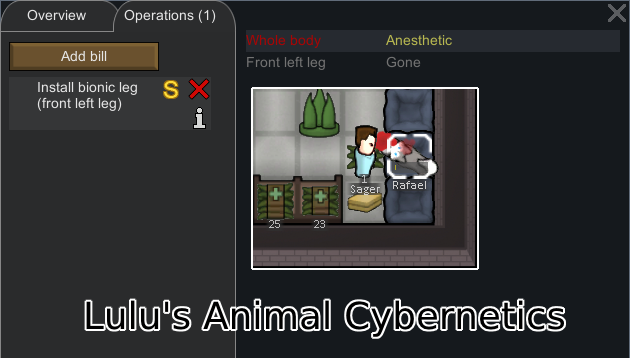 Overview
Operations (1)
Add bill
Install bionic leg
(front left leg)
S
Whole body
Anesthetic
Front left leg
Gone
1
Sager
Rafael
25
23
Lulu's Animal Cybernetics